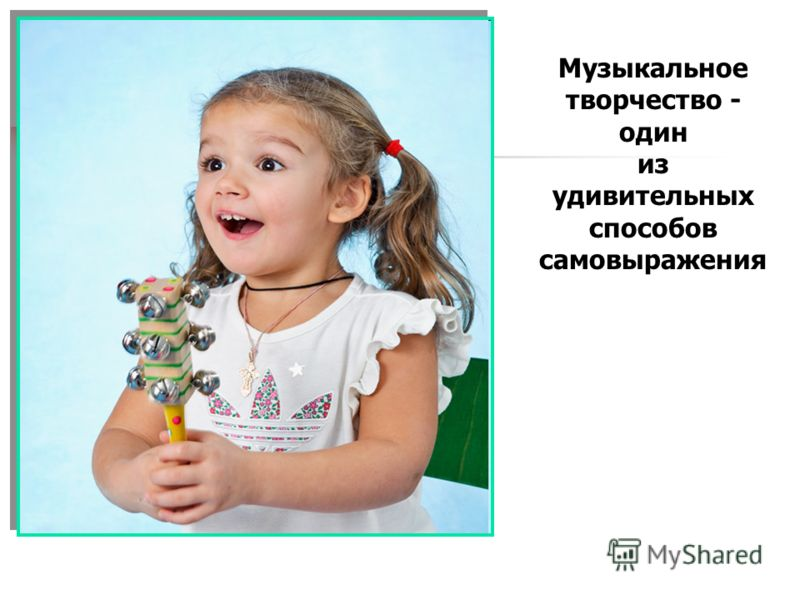 Музыкальное
творчество -
один
из
удивительных
способов
самовыражения
MyShared